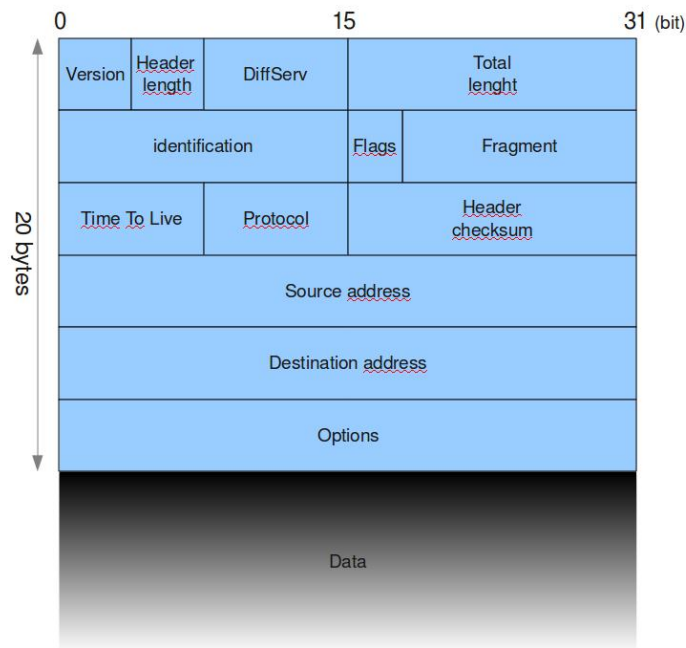 0 15 31 (bit)
Version Header length DiffServ Total lenght
identification Flags Fragment
Time To Live Protocol Header checksum
Source address
Destination address
Options
20 bytes
Data